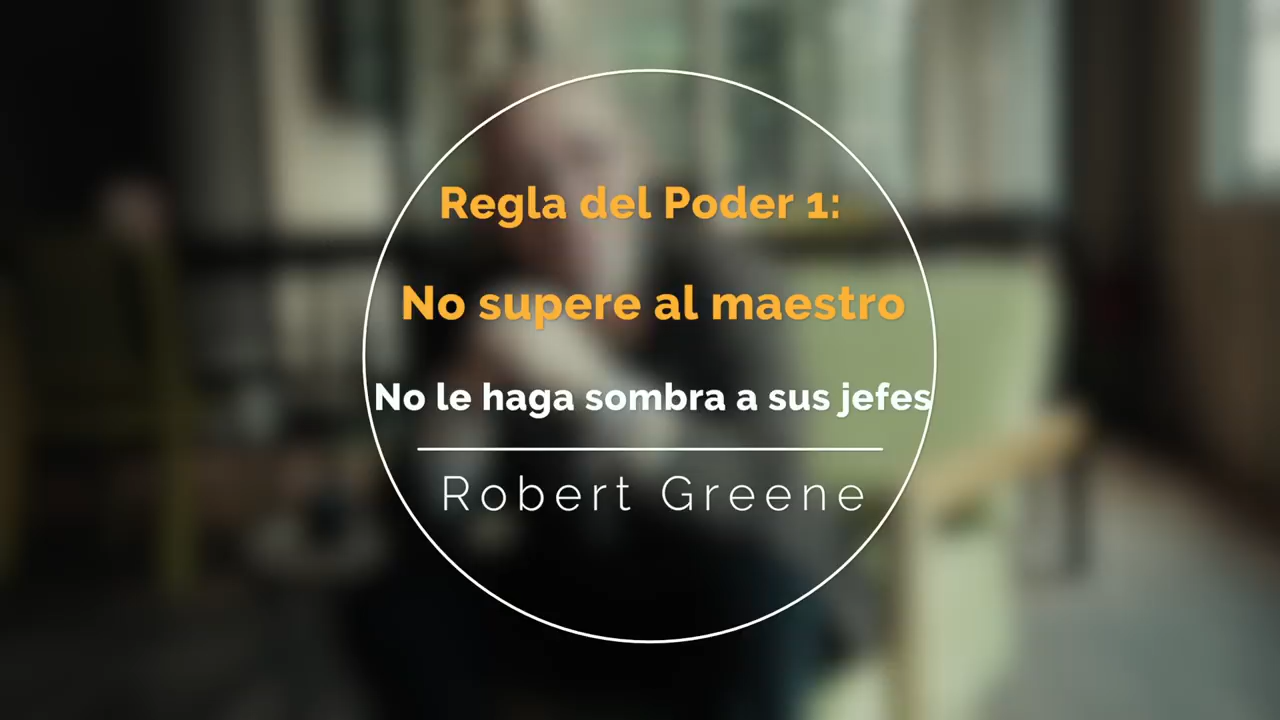 Regla del Poder 1:
No supere al maestro
No le haga sombra a sus jefes
Robert Greene